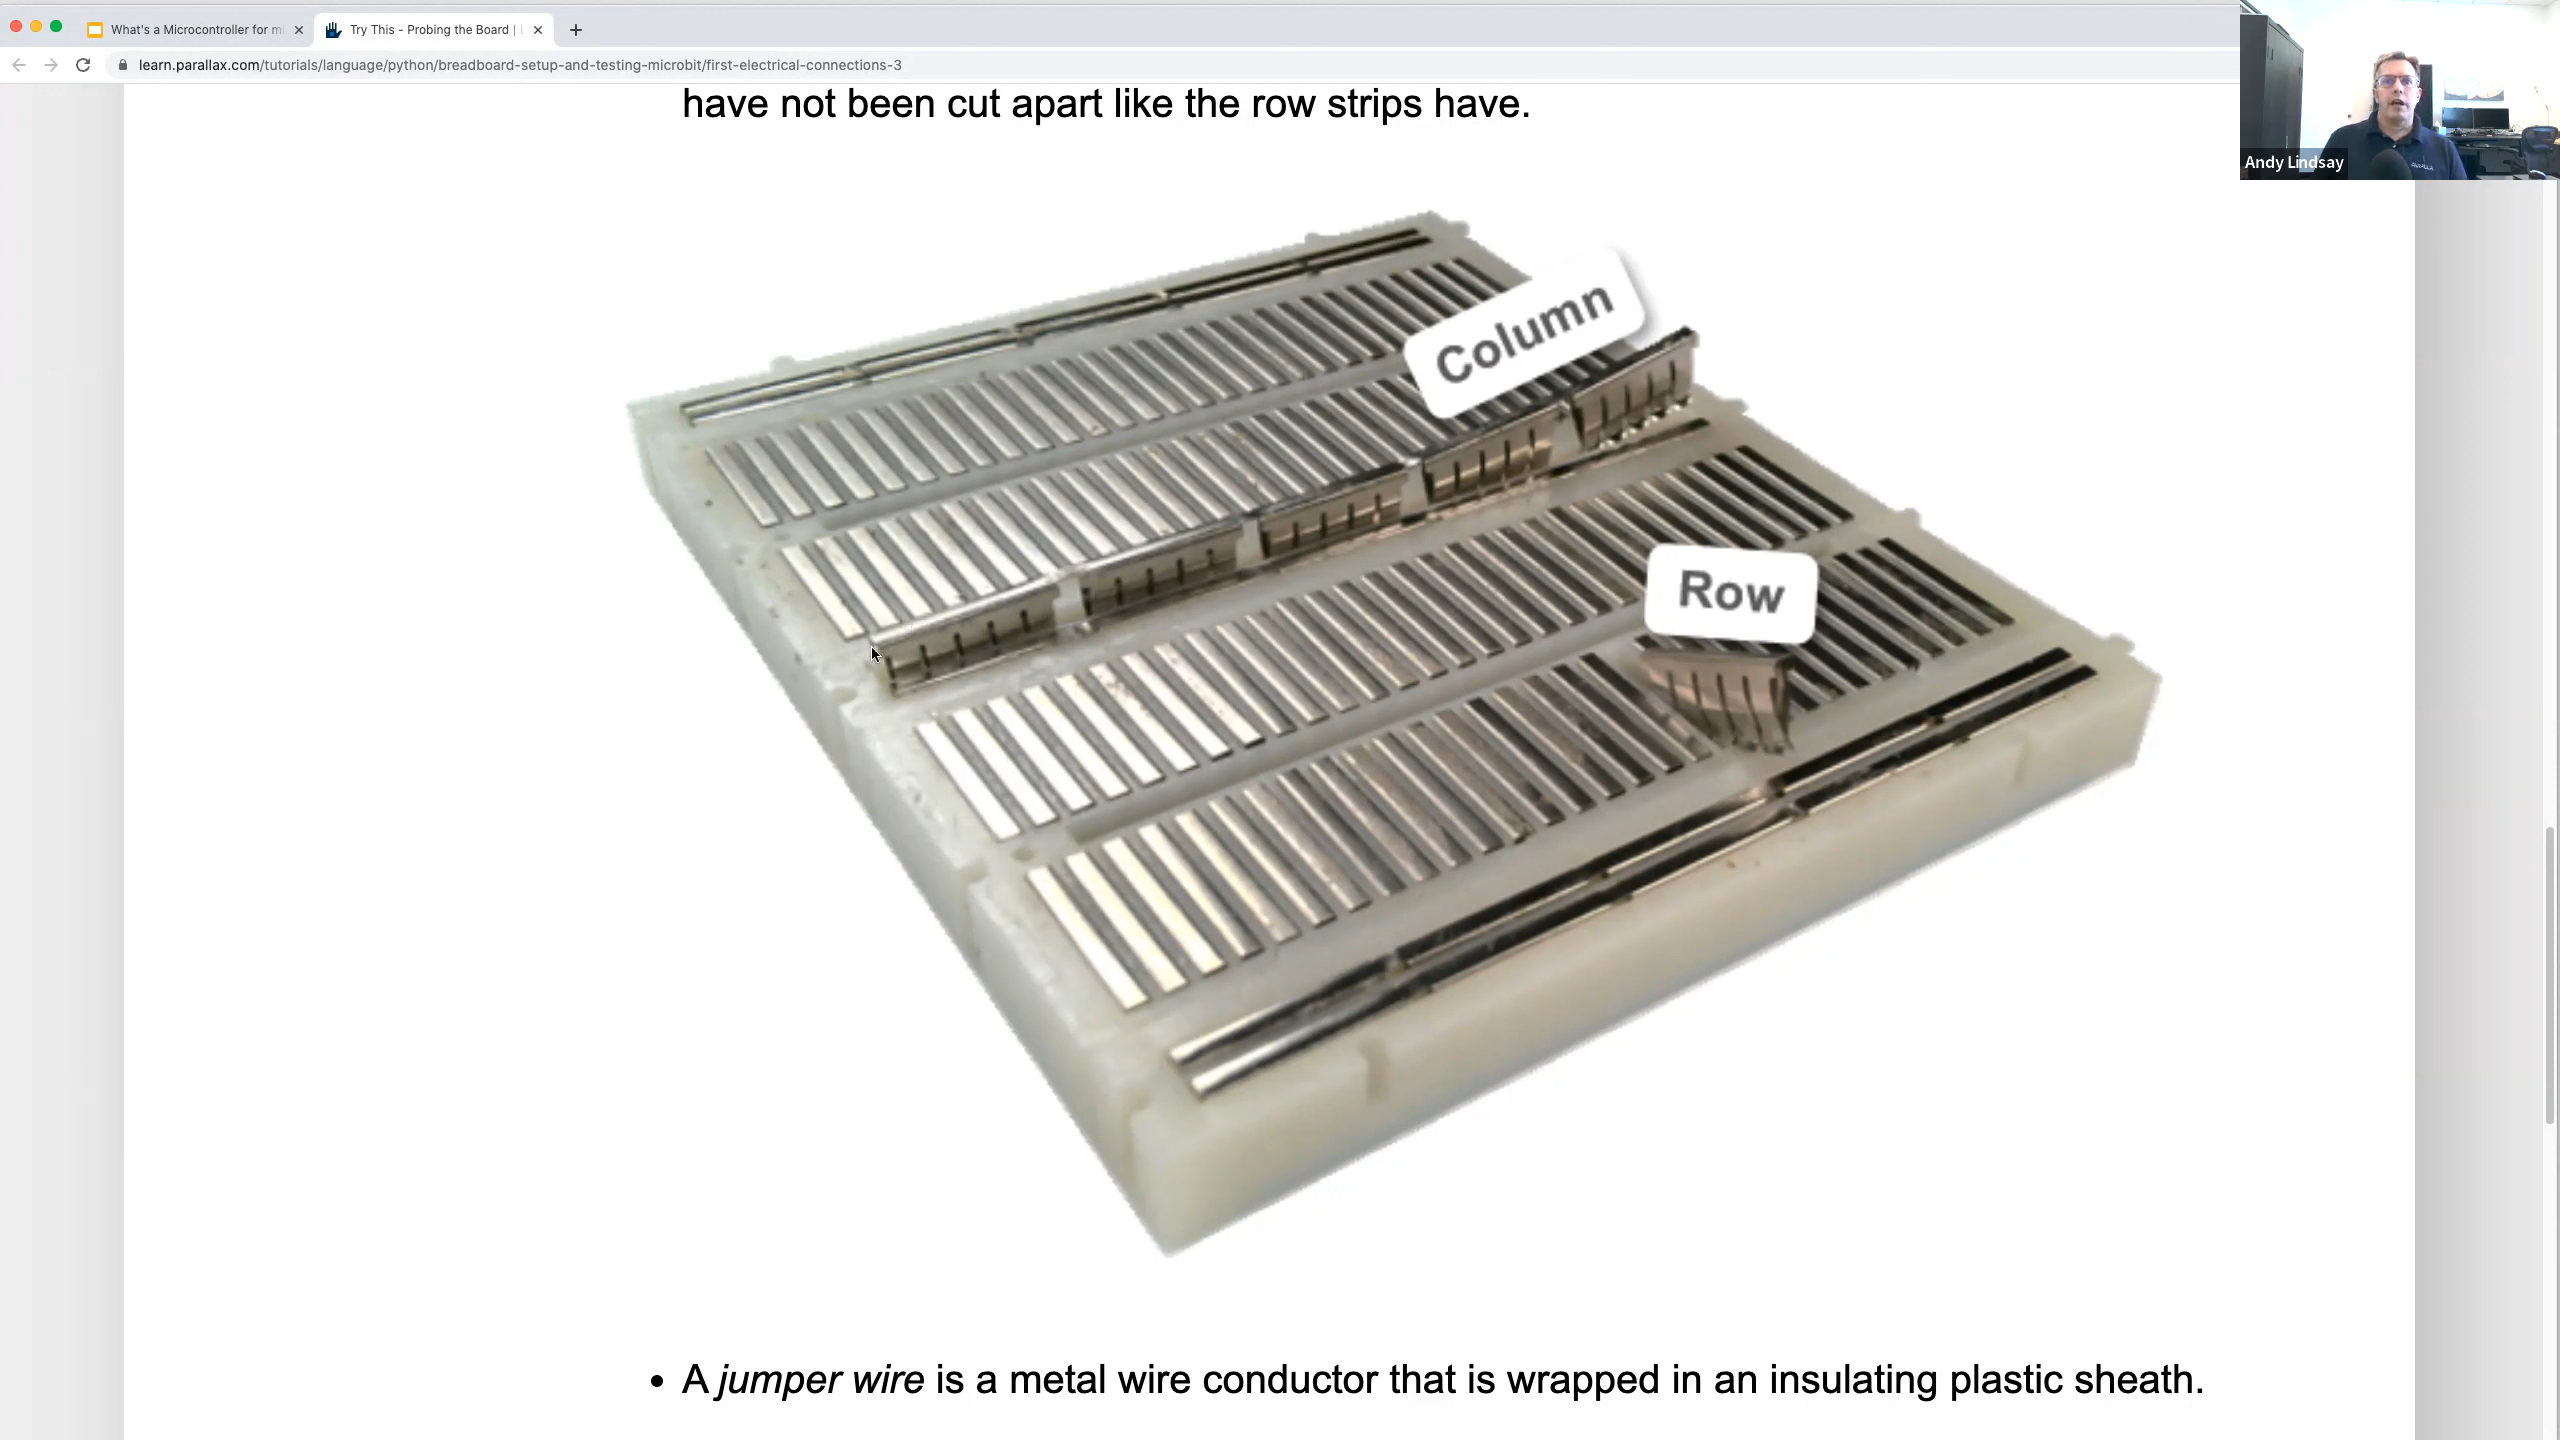 What's a Microcontroller for mi
Try This - Probing the Board |
learn.parallax.com/tutorials/language/python/breadboard-setup-and-testing-microbit/first-electrical-connections-3
Andy Lindsay
have not been cut apart like the row strips have.
Column
Row
• A jumper wire is a metal wire conductor that is wrapped in an insulating plastic sheath.